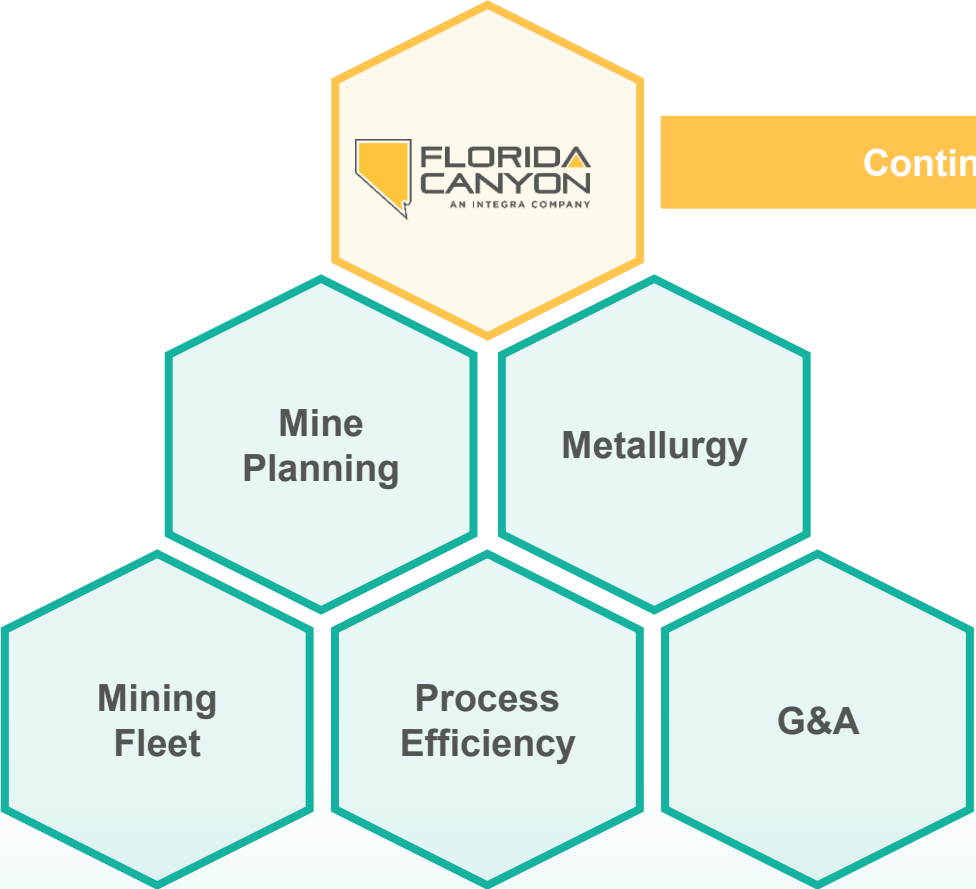 FLORIDA
CANYON
AN INTEGRA COMPANY
Contin
Mine
Planning
Metallurgy
Mining
Fleet
Process
Efficiency
G&A